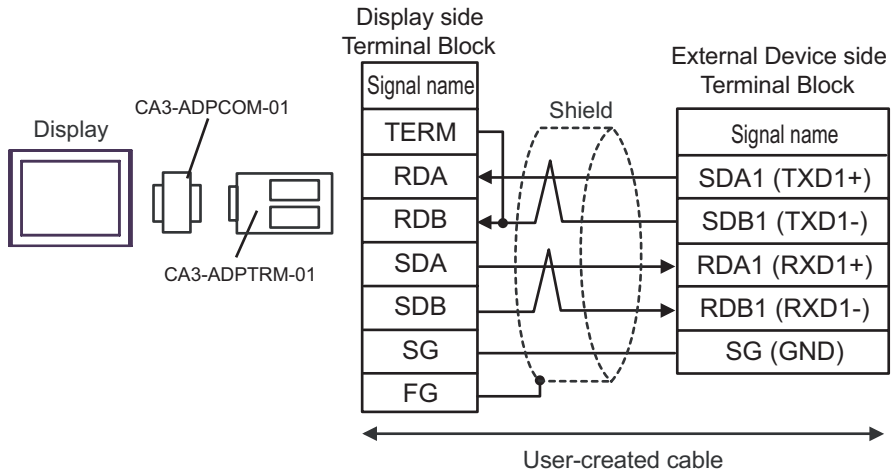 Display side
Terminal Block
External Device side
Terminal Block
Display
CA3-ADPCOM-01
CA3-ADPTRM-01
Shield
Signal name
TERM
RDA
RDB
SDA
SDB
SG
FG
Signal name
SDA1 (TXD1+)
SDB1 (TXD1-)
RDA1 (RXD1+)
RDB1 (RXD1-)
SG (GND)
User-created cable